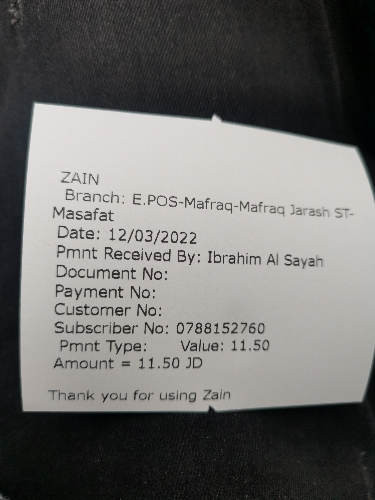 ZAIN
Branch: E.POS-Mafraq-Mafraq Jarash ST-
Masafat
Date: 12/03/2022
Pmnt Received By: Ibrahim Al Sayah
Document No:
Payment No:
Customer No:
Subscriber No: 0788152760
Pmnt Type: Value: 11.50
Amount = 11.50 JD
Thank you for using Zain